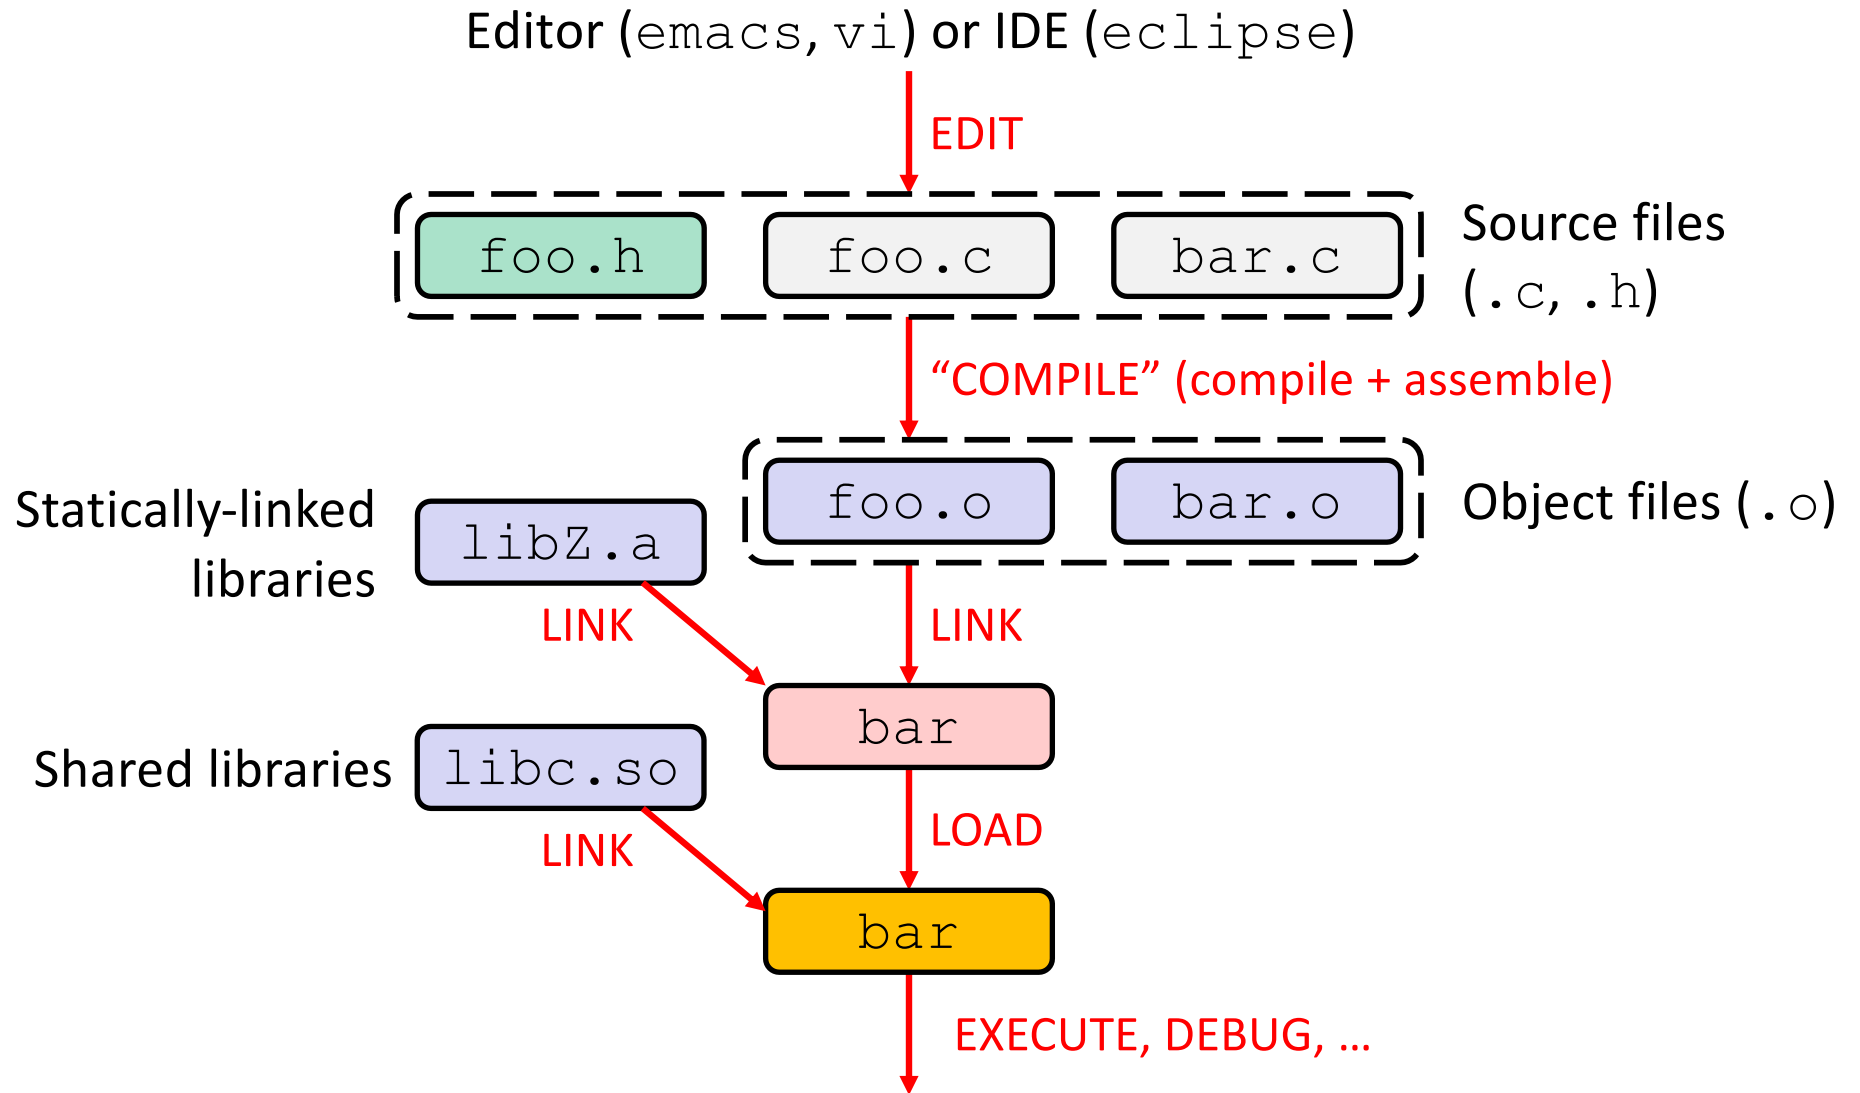 Editor (emacs, vi) or IDE (eclipse)
EDIT
foo.h
foo.c
bar.c
Source files
(.c, .h)
“COMPILE” (compile + assemble)
Statically-linked
libraries
libZ.a
foo.o
bar.o
Object files (.o)
LINK
LINK
bar
Shared libraries
libc.so
LINK
LOAD
bar
EXECUTE, DEBUG, …